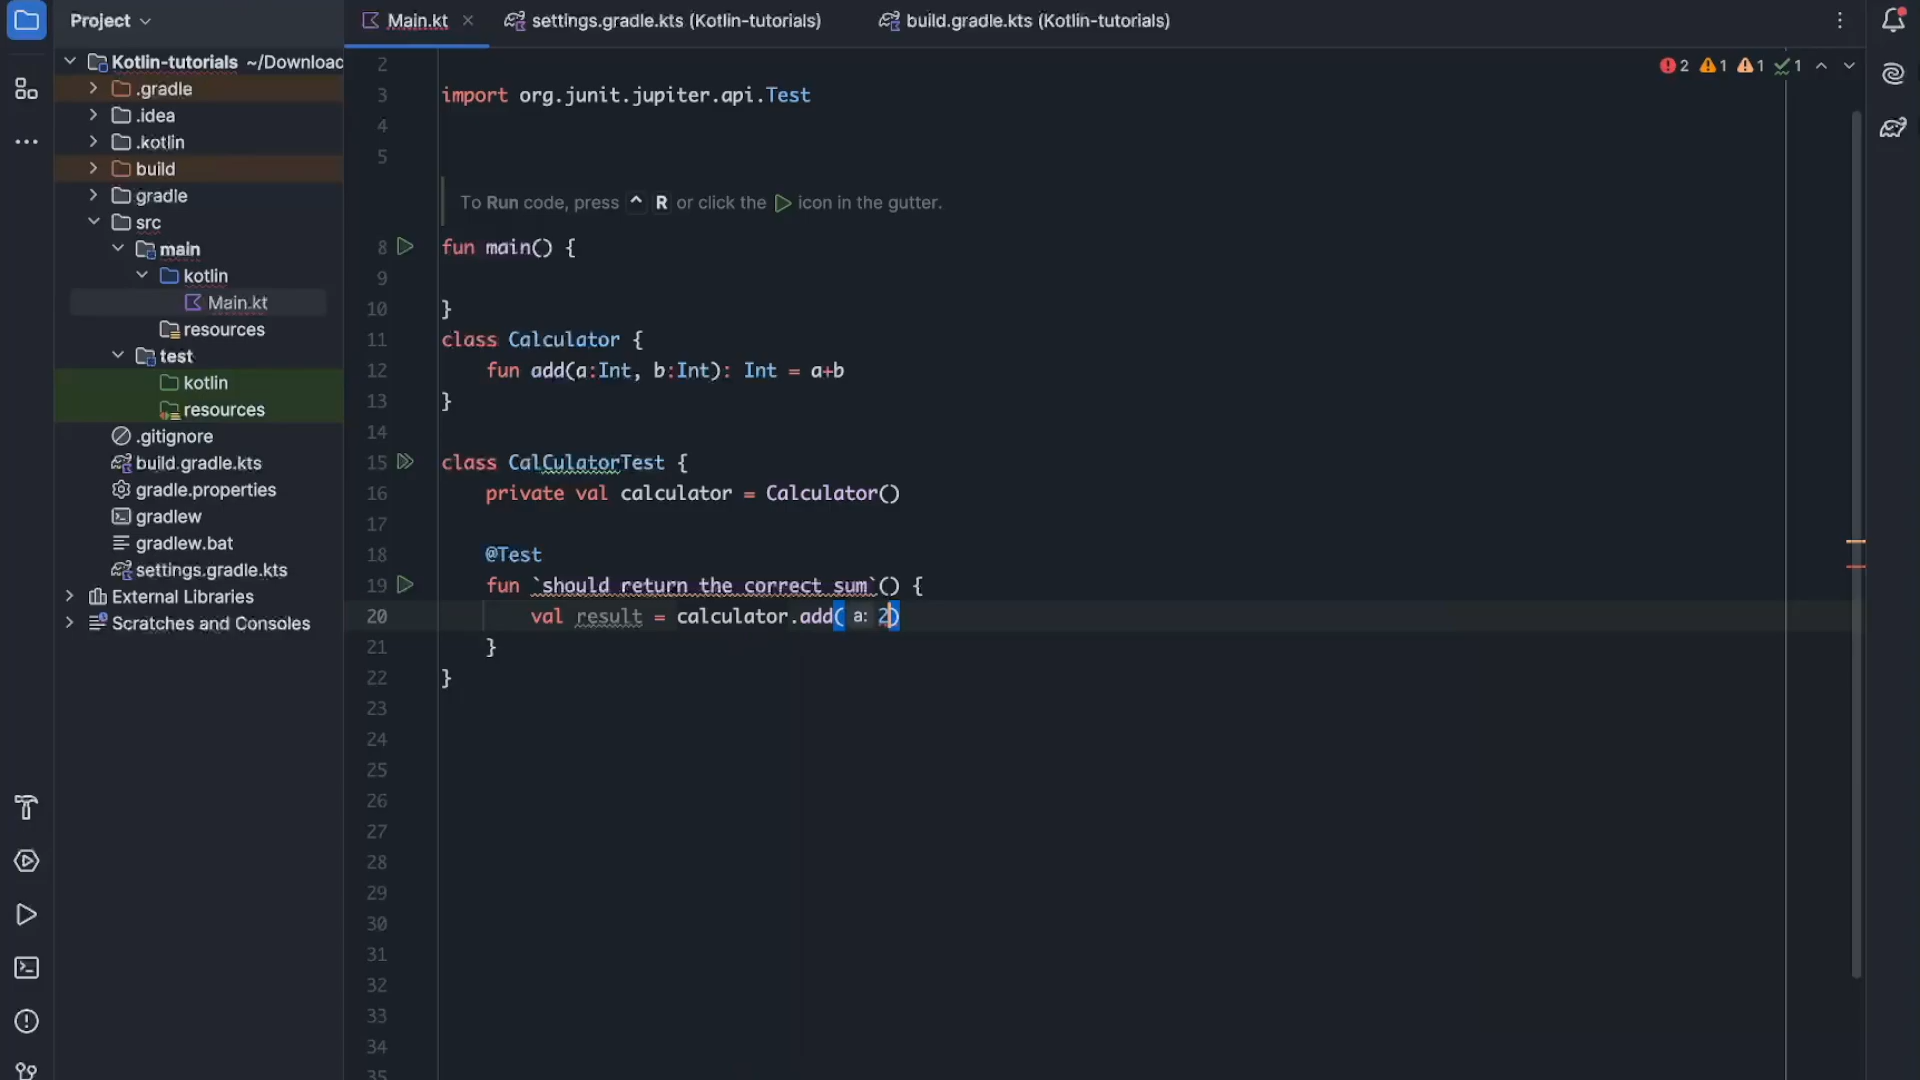 Project
Main.kt
settings.gradle.kts (Kotlin-tutorials)
build.gradle.kts (Kotlin-tutorials)
Kotlin-tutorials ~/Downloac
.gradle
.idea
.kotlin
build
gradle
src
main
kotlin
Main.kt
resources
test
kotlin
resources
.gitignore
build.gradle.kts
gradle.properties
gradlew
gradlew.bat
settings.gradle.kts
External Libraries
Scratches and Consoles
2 1 1 1
2
3 import org.junit.jupiter.api.Test
4
5
To Run code, press ^ R or click the icon in the gutter.
8 fun main() {
9
10 }
11 class Calculator {
12 fun add(a:Int, b:Int): Int = a+b
13 }
14
15 class CalCulatorTest {
16 private val calculator = Calculator()
17
18 @Test
19 fun `should return the correct sum`() {
20 val result = calculator.add( a: 2)
21 }
22 }
23
24
25
26
27
28
29
30
31
32
33
34
35